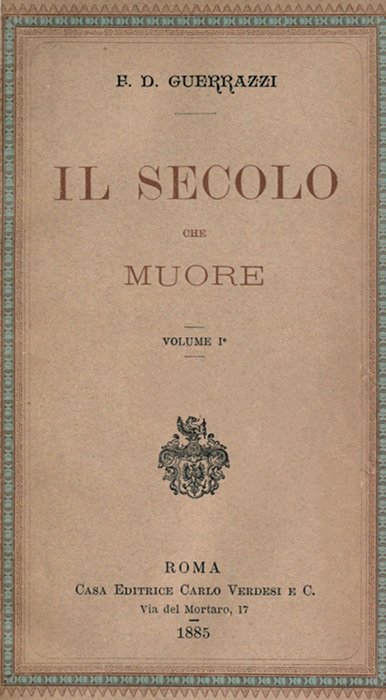 F. D. GUERRAZZI
IL SECOLO
CHE
MUORE
VOLUME I°
ROMA
CASA EDITRICE CARLO VERDESI E C.
Via del Mortaro, 17
1885